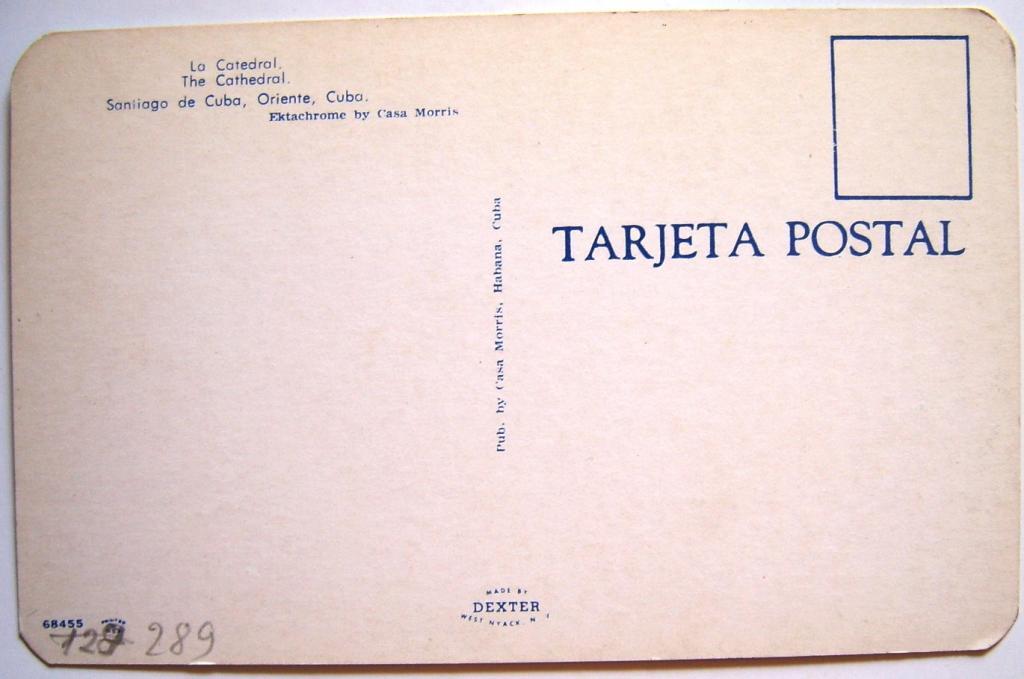 La Catedral.
The Cathedral.
Santiago de Cuba, Oriente, Cuba.
Ektachrome by Casa Morris
TARJETA POSTAL
Pub. by Casa Morris, Habana, Cuba
MADE BY
DEXTER
WEST NYACK. N
68455
289